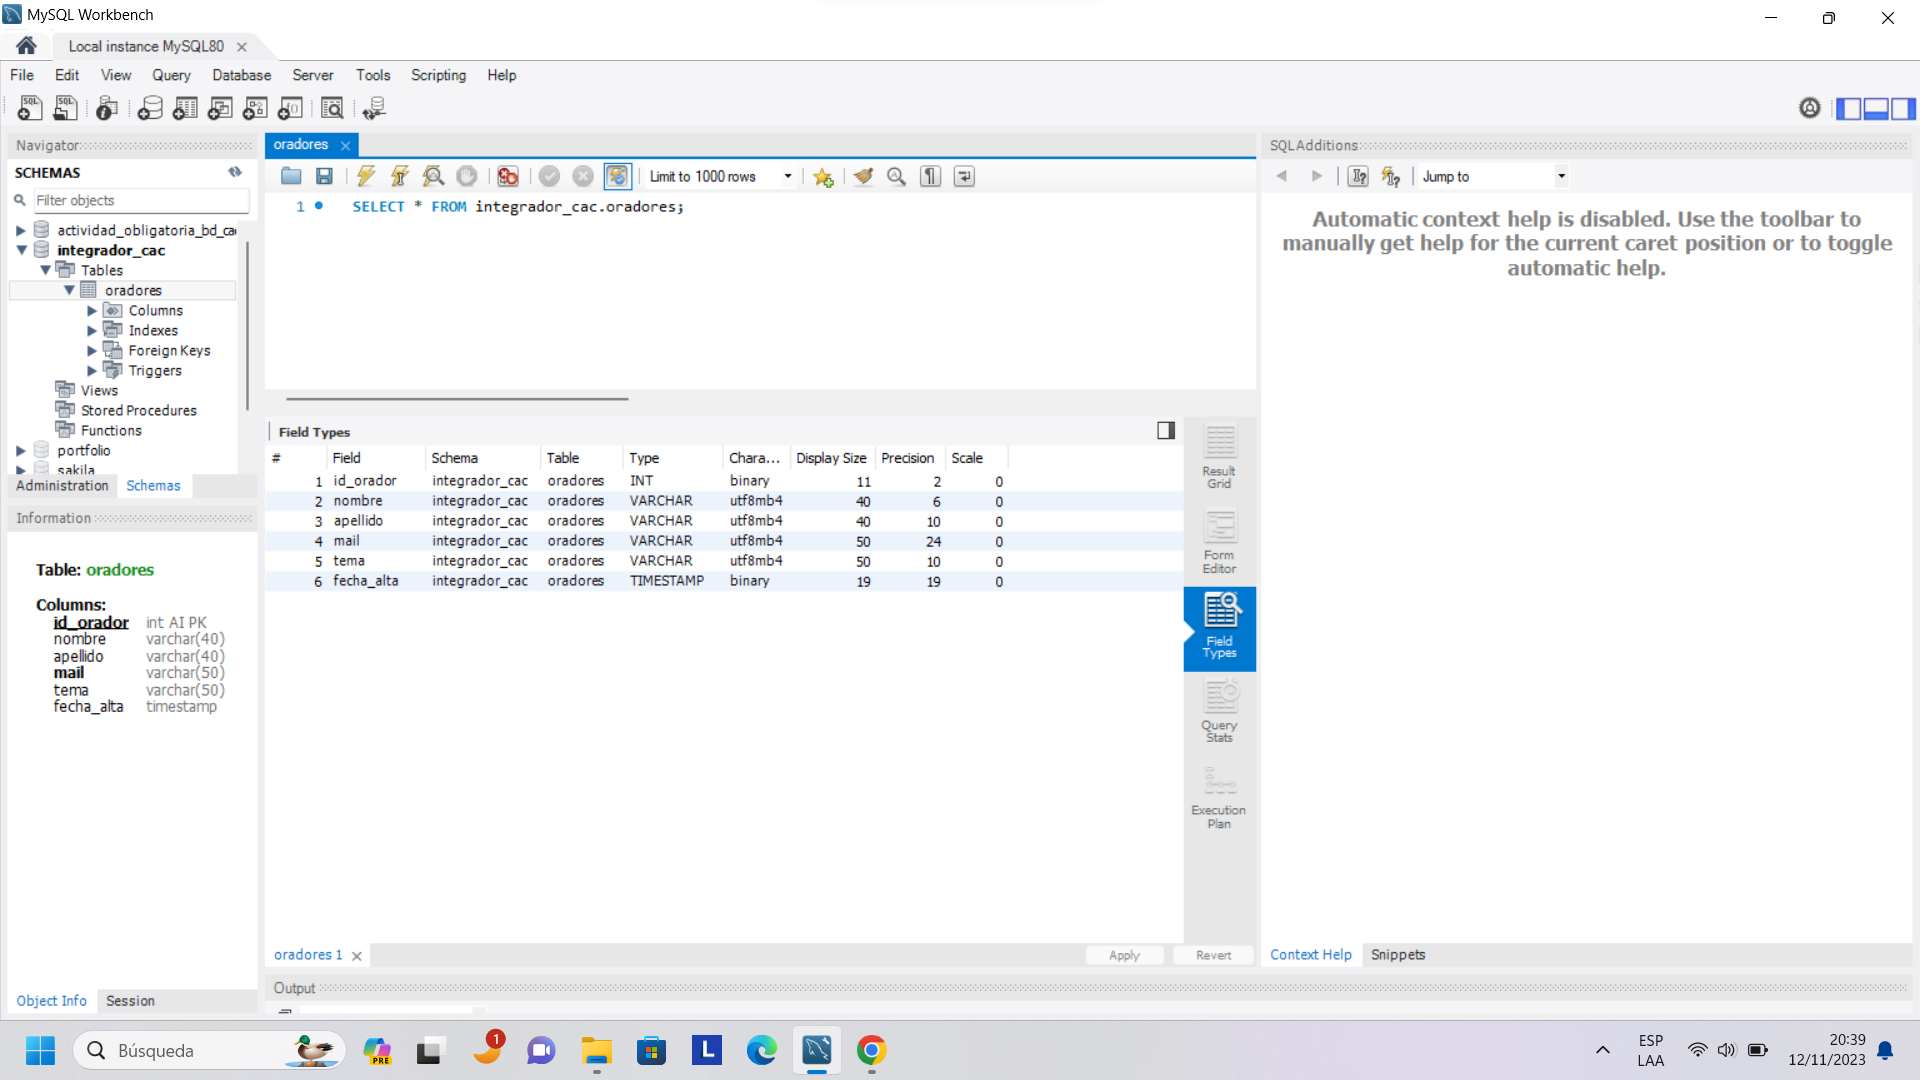 MySQL Workbench
Local instance MySQL80
File Edit View Query Database Server Tools Scripting Help
Navigator
SCHEMAS
Filter objects
actividad_obligatoria_bd_cac
integrador_cac
Tables
oradores
Columns
Indexes
Foreign Keys
Triggers
Views
Stored Procedures
Functions
portfolio
sakila
Administration Schemas
Information
Table: oradores
Columns:
id_orador int AI PK
nombre varchar(40)
apellido varchar(40)
mail varchar(50)
tema varchar(50)
fecha_alta timestamp
Object Info Session
oradores
Limit to 1000 rows
1 SELECT * FROM integrador_cac.oradores;
Field Types
# Field Schema Table Type Chara... Display Size Precision Scale
1 id_orador integrador_cac oradores INT binary 11 2 0
2 nombre integrador_cac oradores VARCHAR utf8mb4 40 6 0
3 apellido integrador_cac oradores VARCHAR utf8mb4 40 10 0
4 mail integrador_cac oradores VARCHAR utf8mb4 50 24 0
5 tema integrador_cac oradores VARCHAR utf8mb4 50 10 0
6 fecha_alta integrador_cac oradores TIMESTAMP binary 19 19 0
Result
Grid
Form
Editor
Field
Types
Query
Stats
Execution
Plan
oradores 1
Apply Revert
Output
SQLAdditions
Jump to
Automatic context help is disabled. Use the toolbar to
manually get help for the current caret position or to toggle
automatic help.
Context Help Snippets
Búsqueda
PRE
1
L
ESP
LAA
20:39
12/11/2023